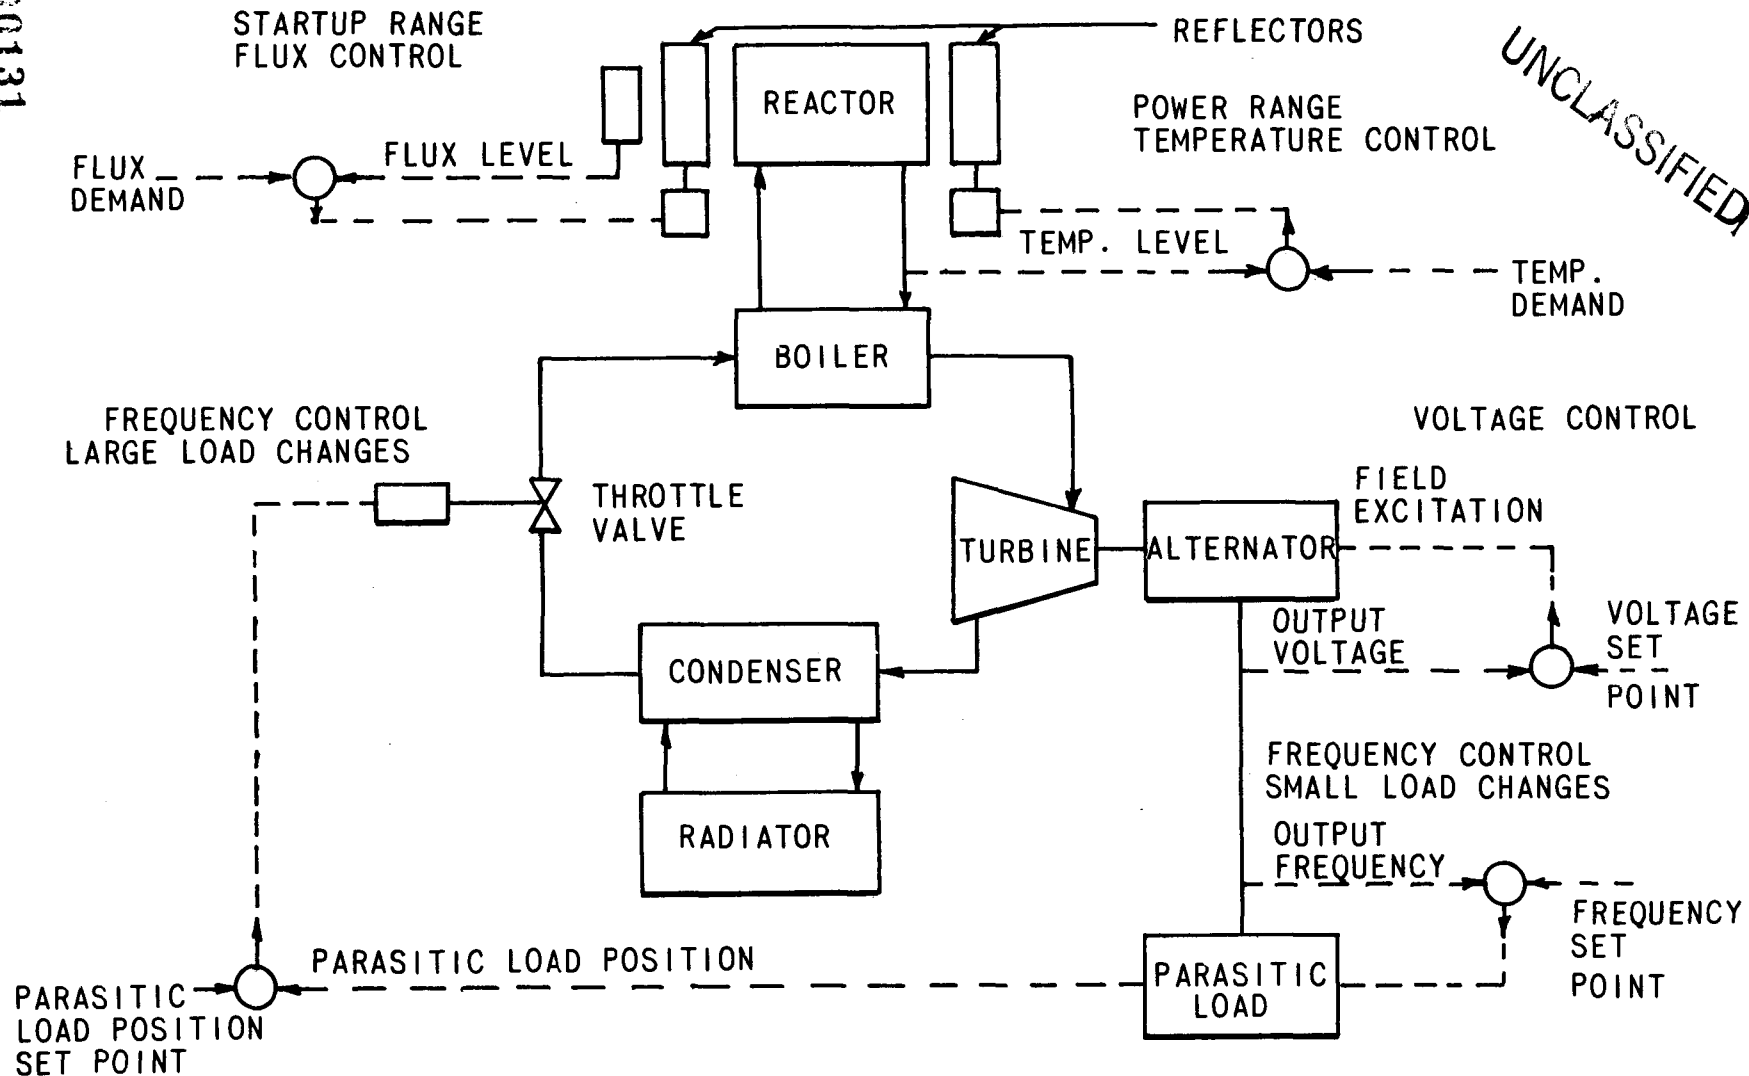 STARTUP RANGE
FLUX CONTROL
REFLECTORS
UNCLASSIFIED
REACTOR
POWER RANGE
TEMPERATURE CONTROL
FLUX LEVEL
FLUX
DEMAND
TEMP. LEVEL
TEMP.
DEMAND
BOILER
FREQUENCY CONTROL
LARGE LOAD CHANGES
VOLTAGE CONTROL
THROTTLE
VALVE
FIELD
EXCITATION
TURBINE
ALTERNATOR
OUTPUT
VOLTAGE
VOLTAGE
SET
POINT
CONDENSER
FREQUENCY CONTROL
SMALL LOAD CHANGES
RADIATOR
OUTPUT
FREQUENCY
FREQUENCY
SET
POINT
PARASITIC LOAD POSITION
PARASITIC
LOAD
PARASITIC
LOAD POSITION
SET POINT